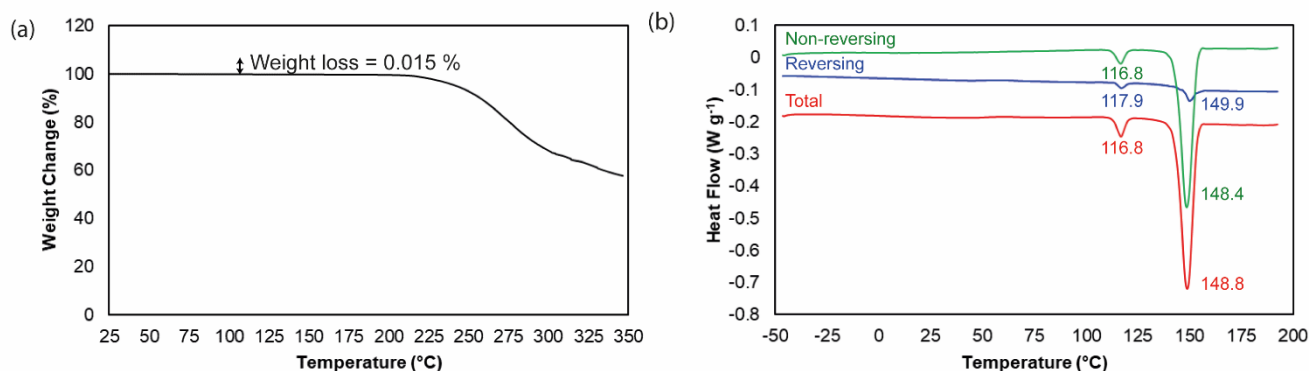 (a)
120
100
80
60
40
20
0
Weight Change (%)
Weight loss = 0.015 %
25 50 75 100 125 150 175 200 225 250 275 300 325 350
Temperature (°C)
(b)
0.1
0
-0.1
-0.2
-0.3
-0.4
-0.5
-0.6
-0.7
-0.8
Heat Flow (W g-1)
Non-reversing
116.8
Reversing
117.9 149.9
Total
116.8
148.4
148.8
-50 -25 0 25 50 75 100 125 150 175 200
Temperature (°C)